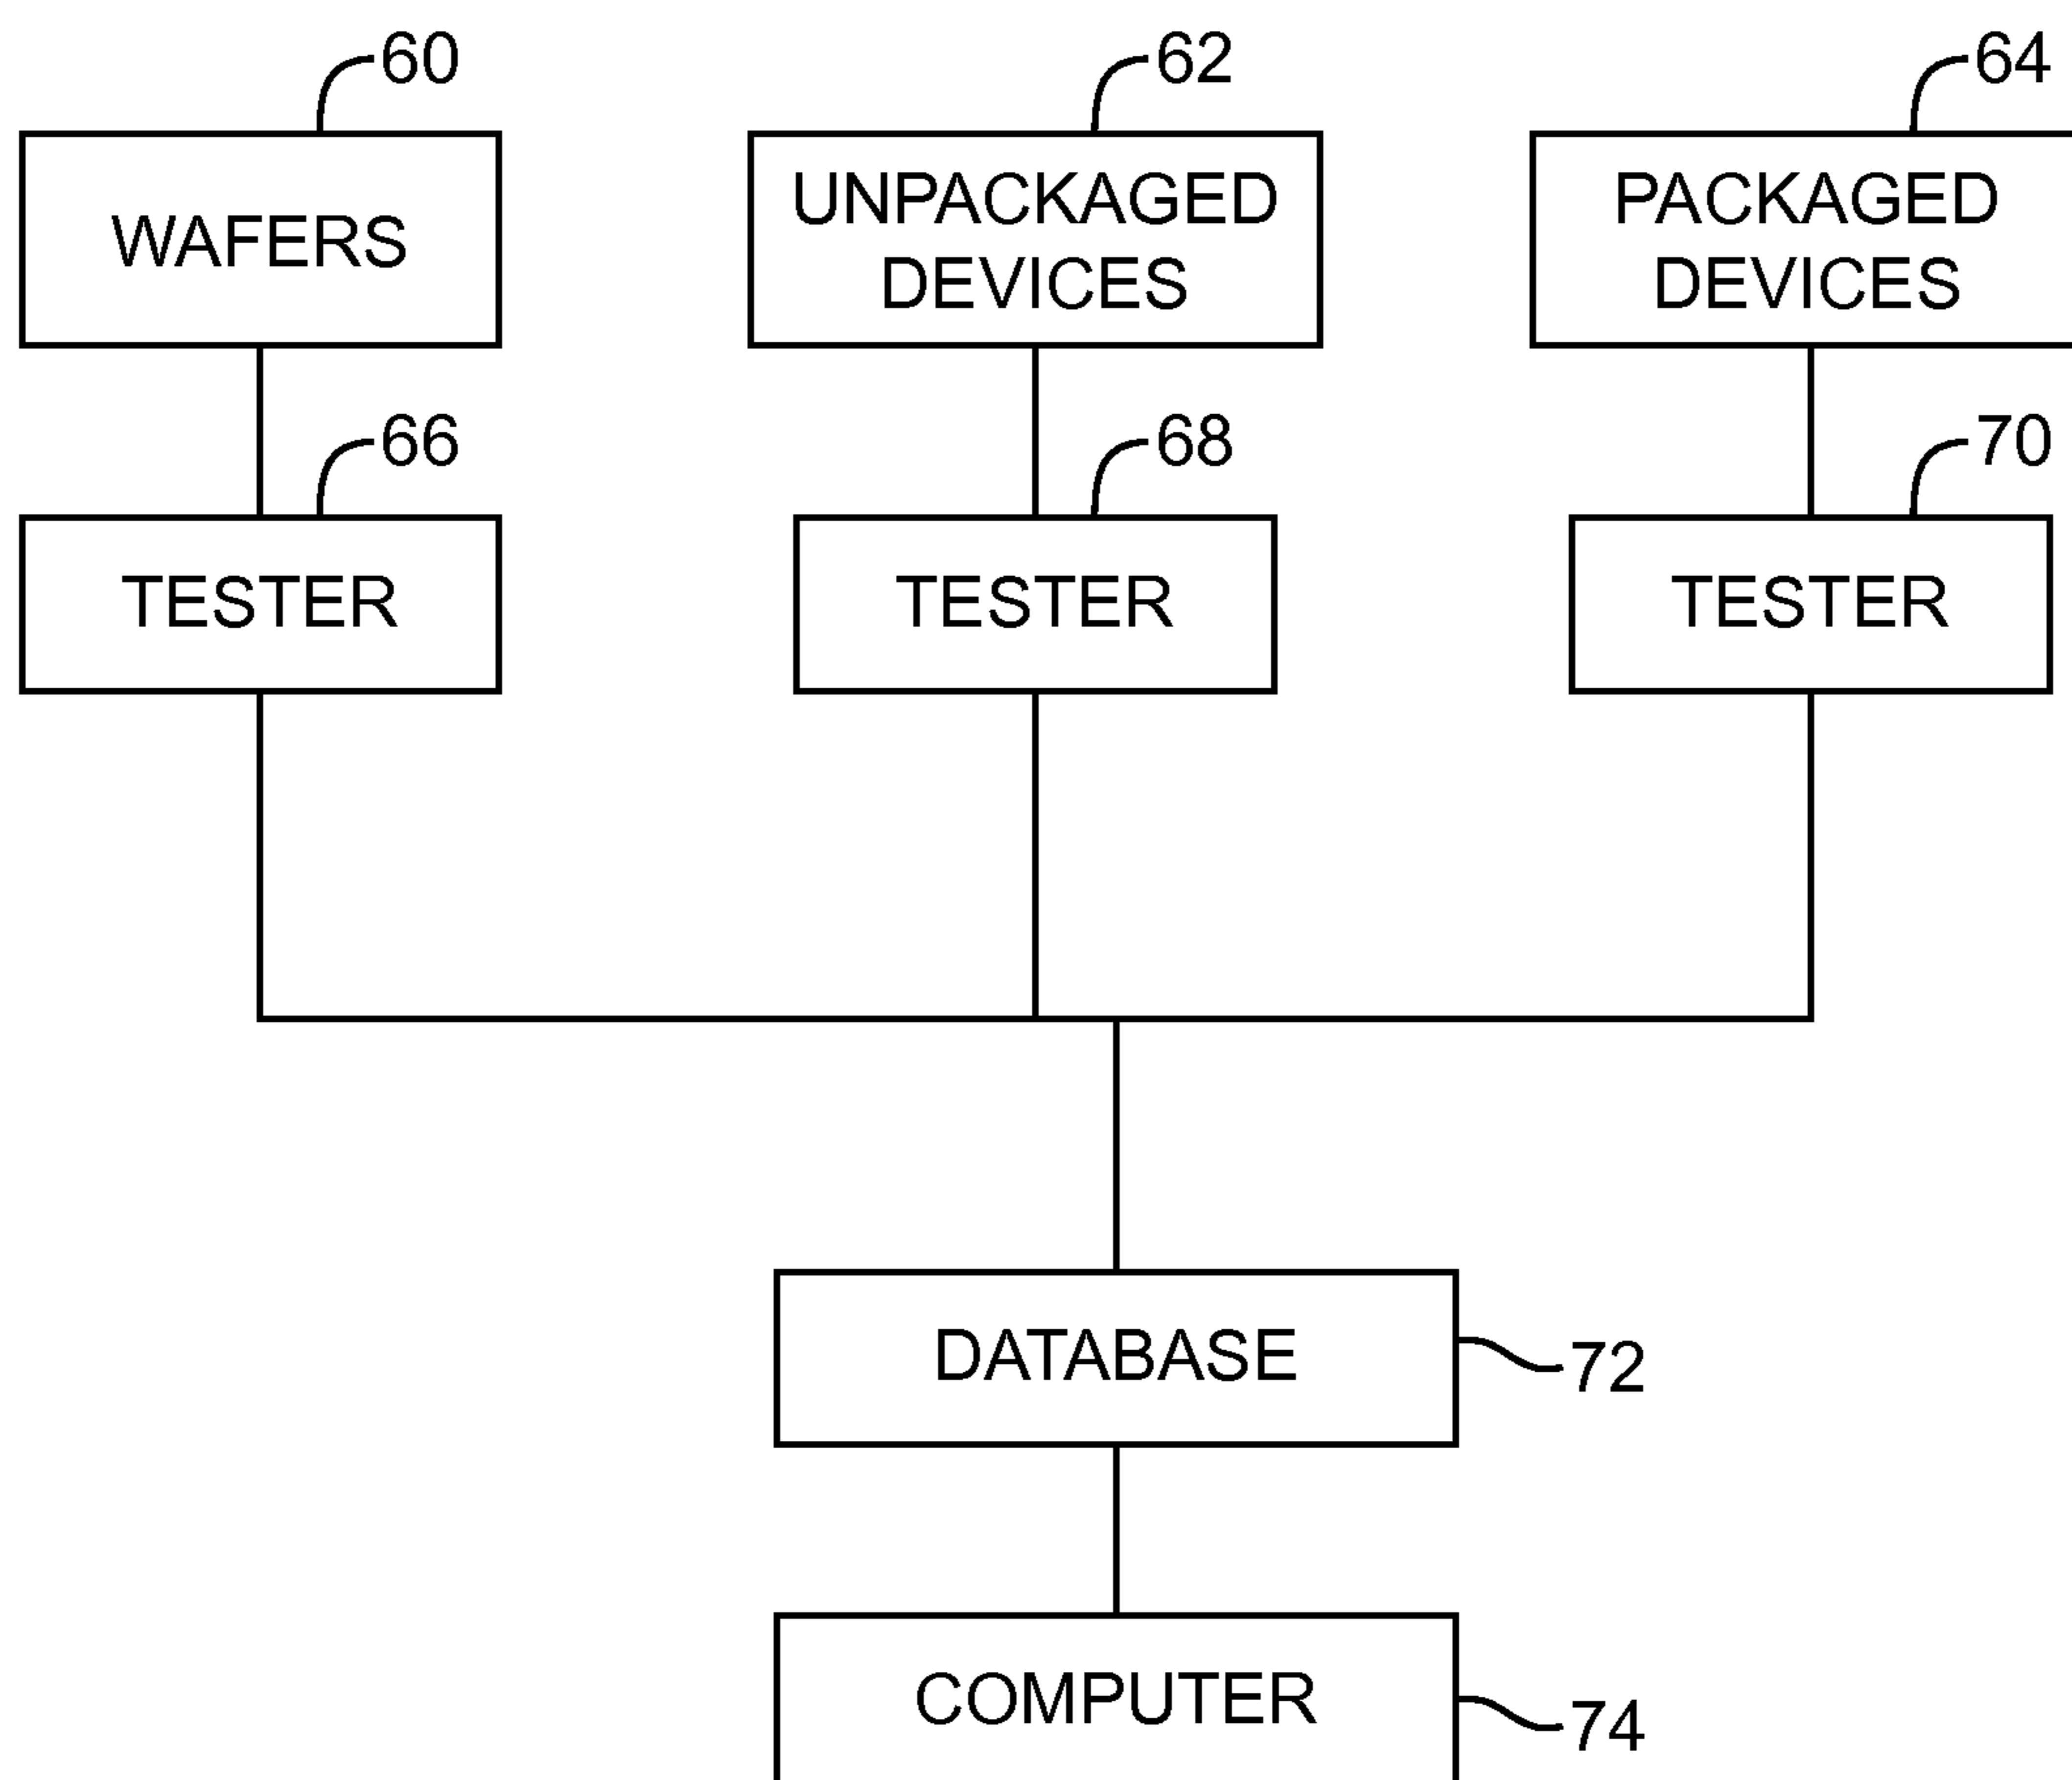 60 62 64
WAFERS
UNPACKAGED
DEVICES
PACKAGED
DEVICES
66 68 70
TESTER TESTER TESTER
DATABASE
72
COMPUTER
74